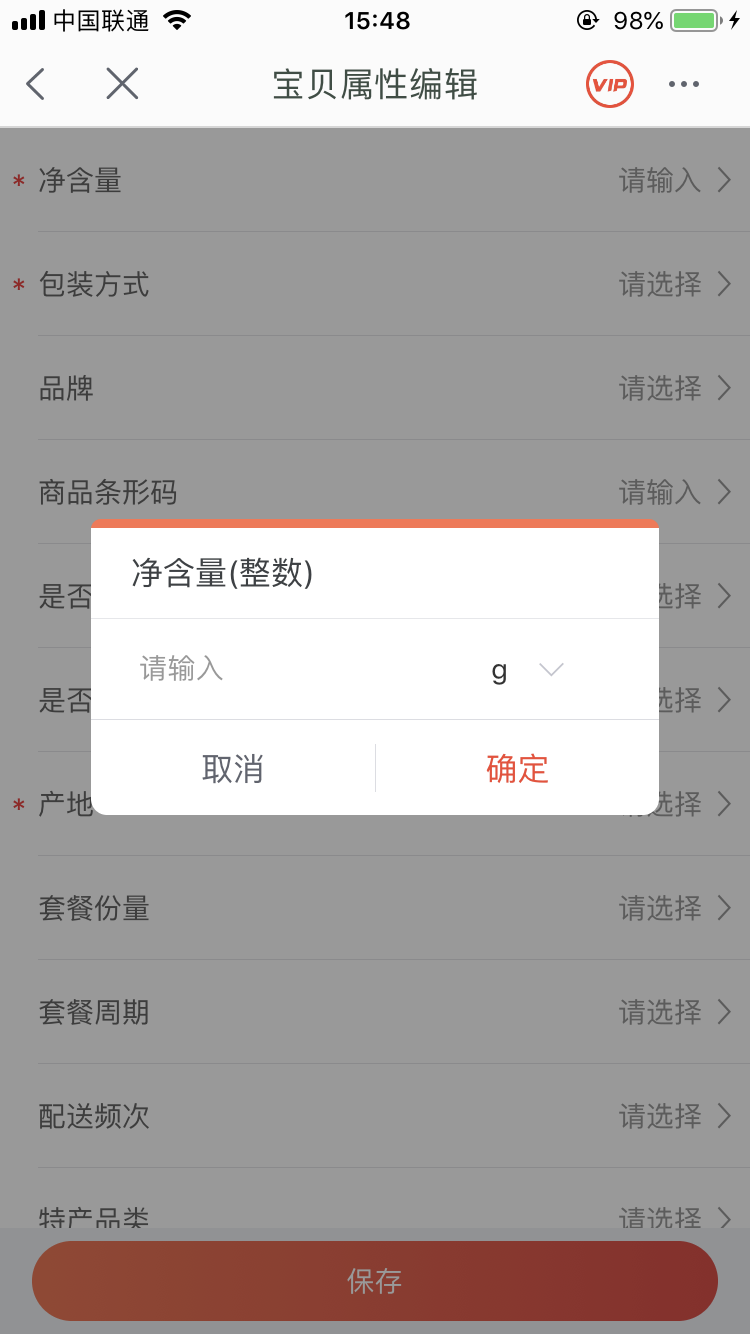 中国联通 15:48 98%
宝贝属性编辑 VIP
* 净含量 请输入
* 包装方式 请选择
品牌 请选择
商品条形码 请输入
净含量(整数)
是否 选择
请输入 g
是否 选择
取消 确定
* 产地 选择
套餐份量 请选择
套餐周期 请选择
配送频次 请选择
特产品类 请选择
保存